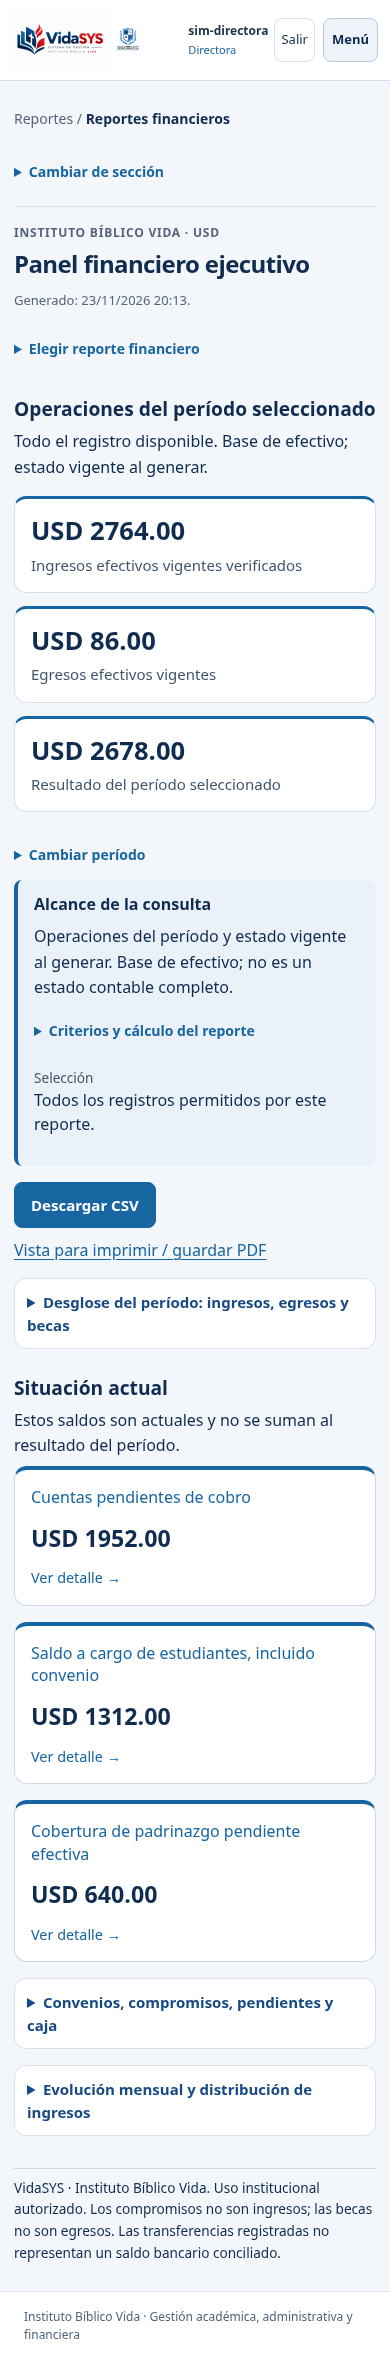 VidaSYS
SISTEMA DE GESTIÓN
INSTITUTO BÍBLICO VIDA
sim-directora
Directora
Salir
Menú
Reportes / Reportes financieros
Cambiar de sección
INSTITUTO BÍBLICO VIDA · USD
Panel financiero ejecutivo
Generado: 23/11/2026 20:13.
Elegir reporte financiero
Operaciones del período seleccionado
Todo el registro disponible. Base de efectivo;
estado vigente al generar.
USD 2764.00
Ingresos efectivos vigentes verificados
USD 86.00
Egresos efectivos vigentes
USD 2678.00
Resultado del período seleccionado
Cambiar período
Alcance de la consulta
Operaciones del período y estado vigente
al generar. Base de efectivo; no es un
estado contable completo.
Criterios y cálculo del reporte
Selección
Todos los registros permitidos por este
reporte.
Descargar CSV
Vista para imprimir / guardar PDF
Desglose del período: ingresos, egresos y
becas
Situación actual
Estos saldos son actuales y no se suman al
resultado del período.
Cuentas pendientes de cobro
USD 1952.00
Ver detalle →
Saldo a cargo de estudiantes, incluido
convenio
USD 1312.00
Ver detalle →
Cobertura de padrinazgo pendiente
efectiva
USD 640.00
Ver detalle →
Convenios, compromisos, pendientes y
caja
Evolución mensual y distribución de
ingresos
VidaSYS · Instituto Bíblico Vida. Uso institucional
autorizado. Los compromisos no son ingresos; las becas
no son egresos. Las transferencias registradas no
representan un saldo bancario conciliado.
Instituto Bíblico Vida · Gestión académica, administrativa y
financiera